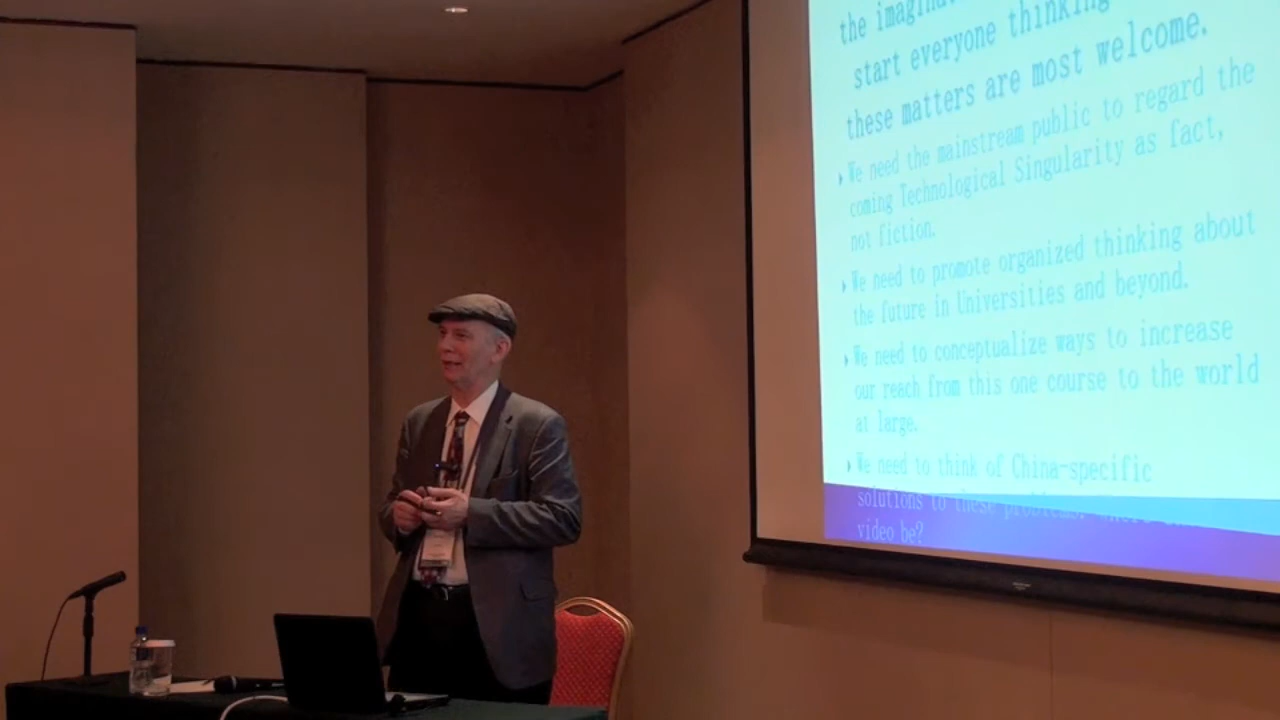 the
start everyone thinking
these matters are most welcome.
We need the mainstream public to regard the
coming Technological Singularity as fact,
not fiction.
We need to promote organized thinking about
the future in Universities and beyond.
We need to conceptualize ways to increase
our reach from this one course to the world
at large.
We need to think of China-specific
solutions to these problems.
video be?